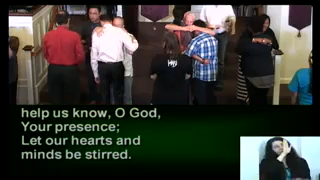 help us know, O God,
Your presence;
Let our hearts and
minds be stirred.